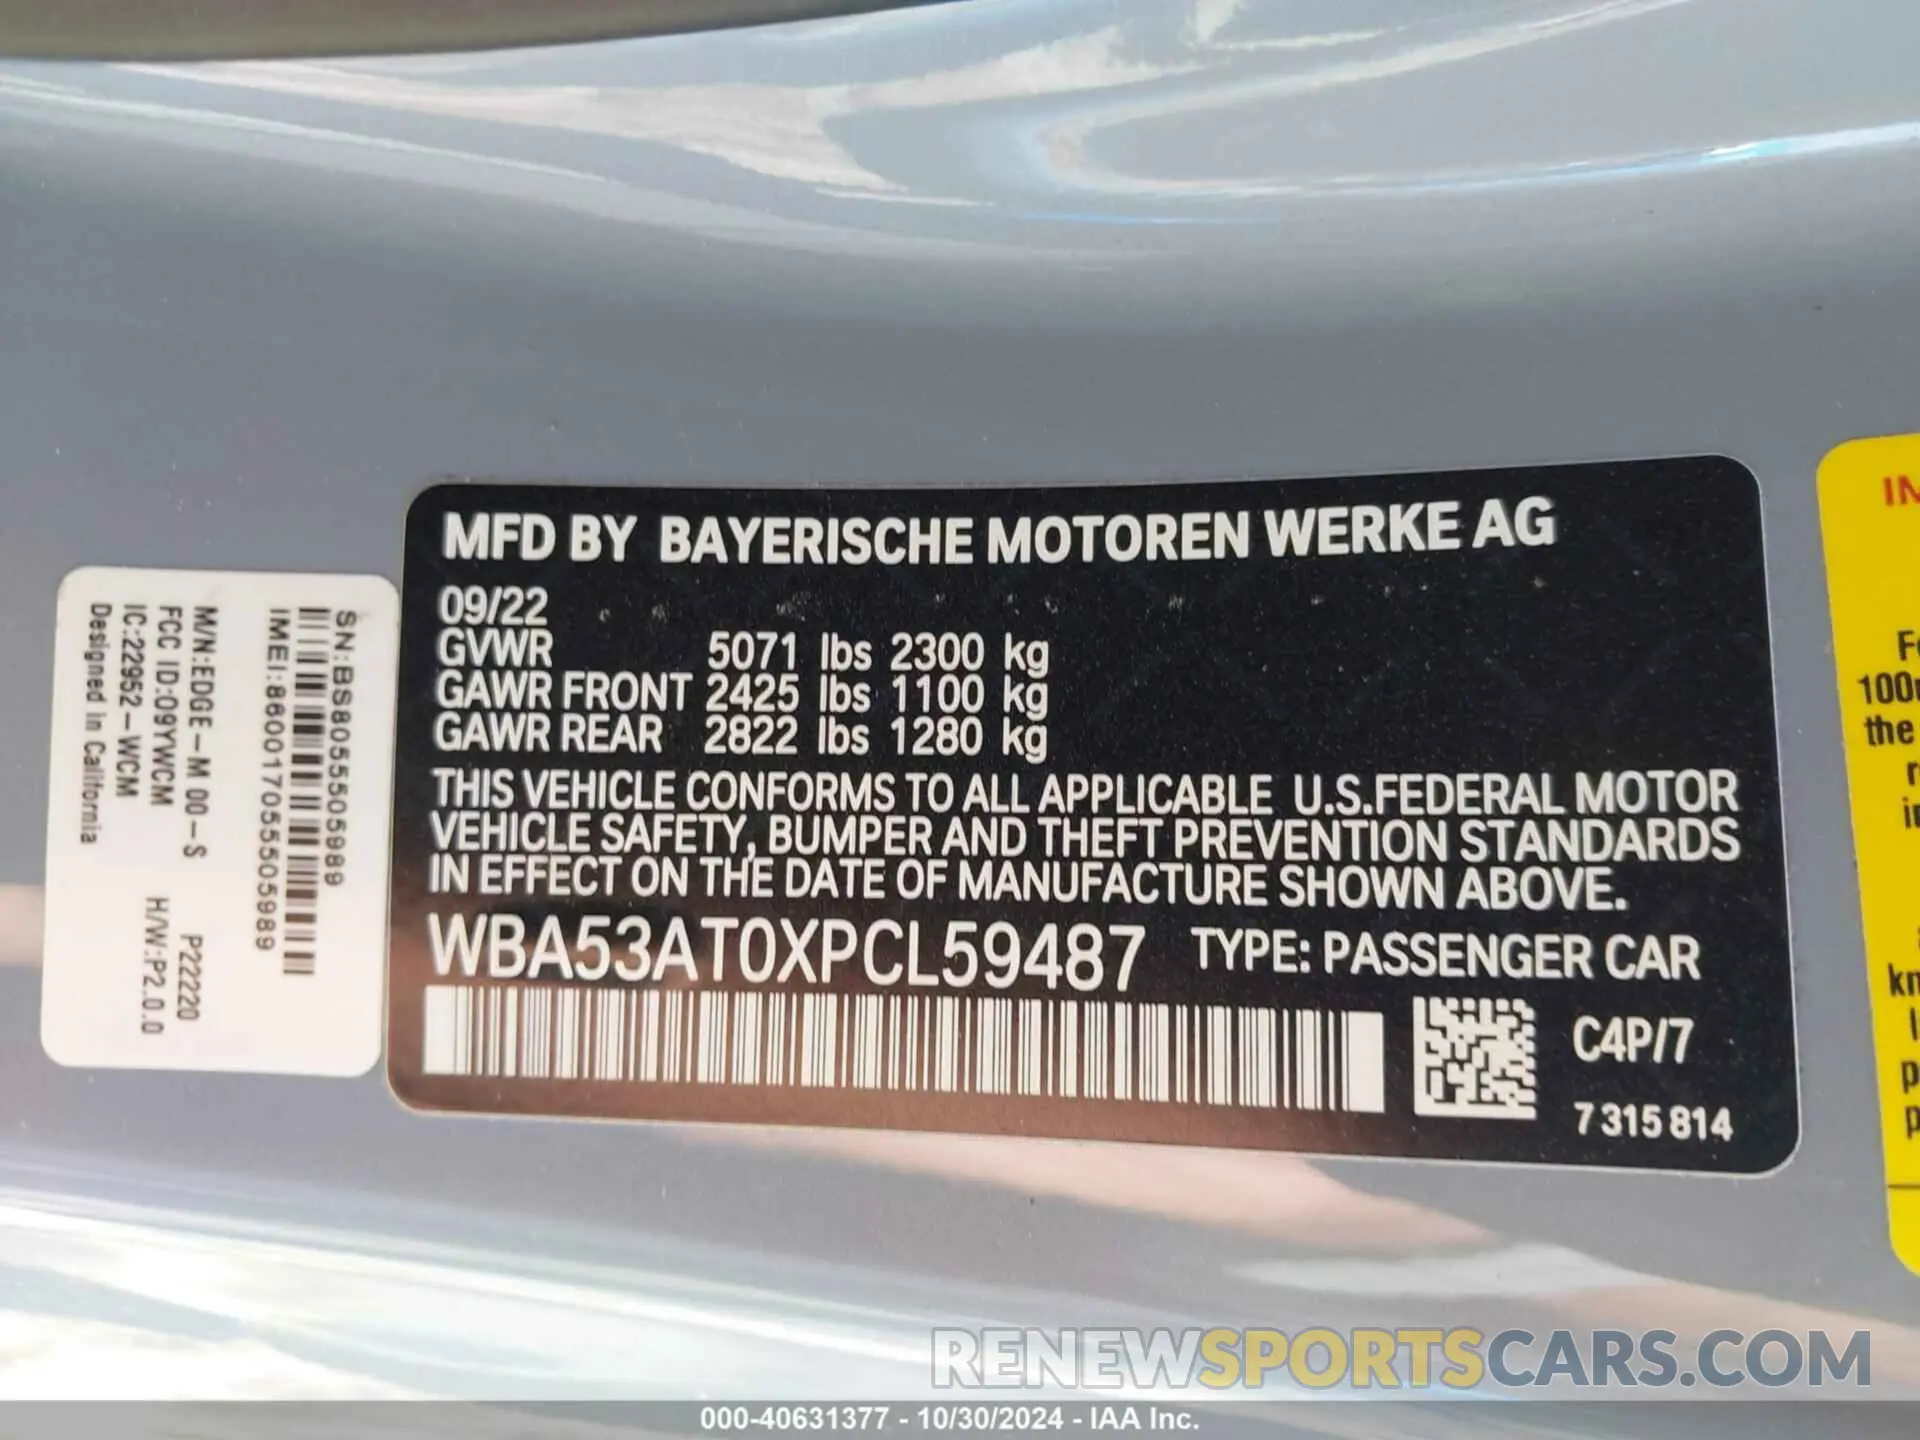 MFD BY BAYERISCHE MOTOREN WERKE AG
09/22
GVWR 5071 lbs 2300 kg
GAWR FRONT 2425 lbs 1100 kg
GAWR REAR 2822 lbs 1280 kg
THIS VEHICLE CONFORMS TO ALL APPLICABLE U.S.FEDERAL MOTOR
VEHICLE SAFETY, BUMPER AND THEFT PREVENTION STANDARDS
IN EFFECT ON THE DATE OF MANUFACTURE SHOWN ABOVE.
WBA53AT0XPCL59487 TYPE: PASSENGER CAR
C4P/7
7 315 814
SN:BS8055505989
IMEI:860017055505989
M/N:EDGE-M 00-S P22220
FCC ID:O9YWCM
IC:22952-WCM H/W:P2.0.0
Designed in California
the
RENEWSPORTSCARS.COM
000-40631377 - 10/30/2024 - IAA Inc.